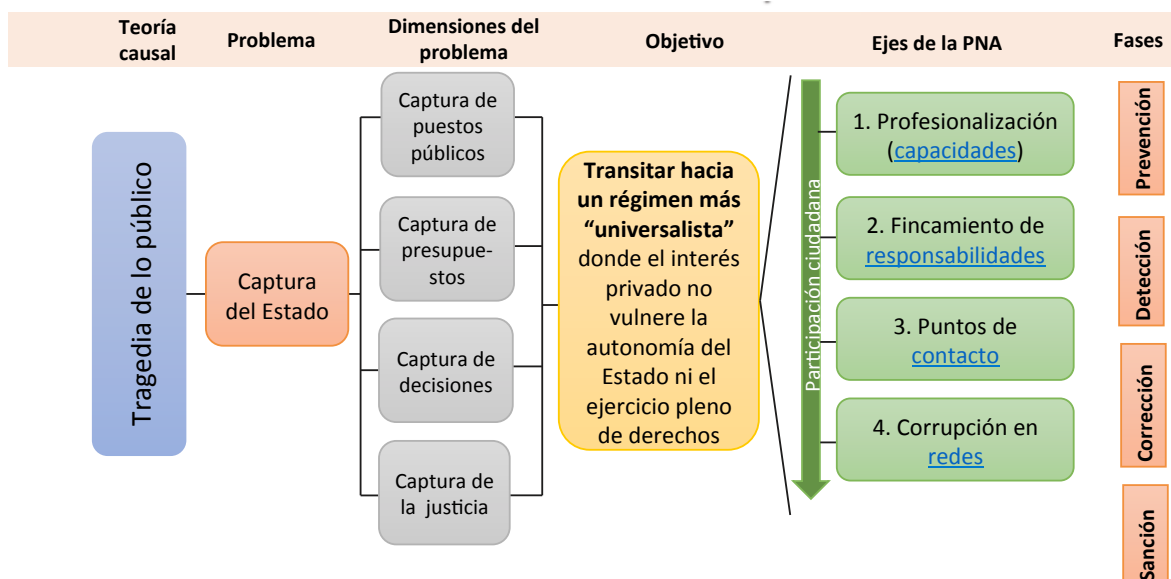 Teoría
causal
Problema
Dimensiones del
problema
Objetivo
Ejes de la PNA
Fases
Tragedia de lo público
Captura
del Estado
Captura de
puestos
públicos
Captura de
presupue-
stos
Captura de
decisiones
Captura de
la justicia
Transitar hacia
un régimen más
“universalista”
donde el interés
privado no
vulnere la
autonomía del
Estado ni el
ejercicio pleno
de derechos
Participación ciudadana
1. Profesionalización
(capacidades)
2. Fincamiento de
responsabilidades
3. Puntos de
contacto
4. Corrupción en
redes
Prevención
Detección
Corrección
Sanción